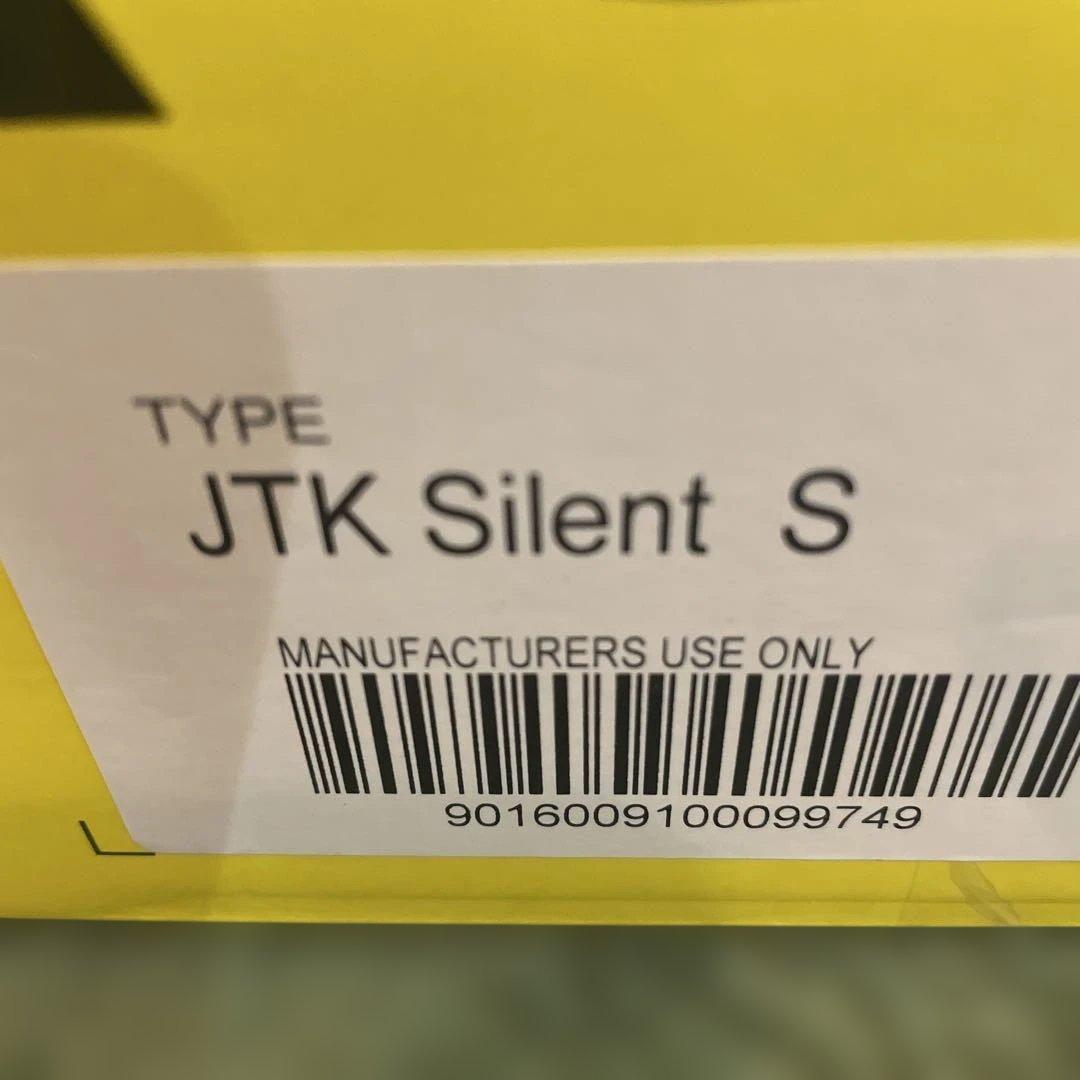 TYPE
JTK Silent S
MANUFACTURERS USE ONLY
9016009100099749